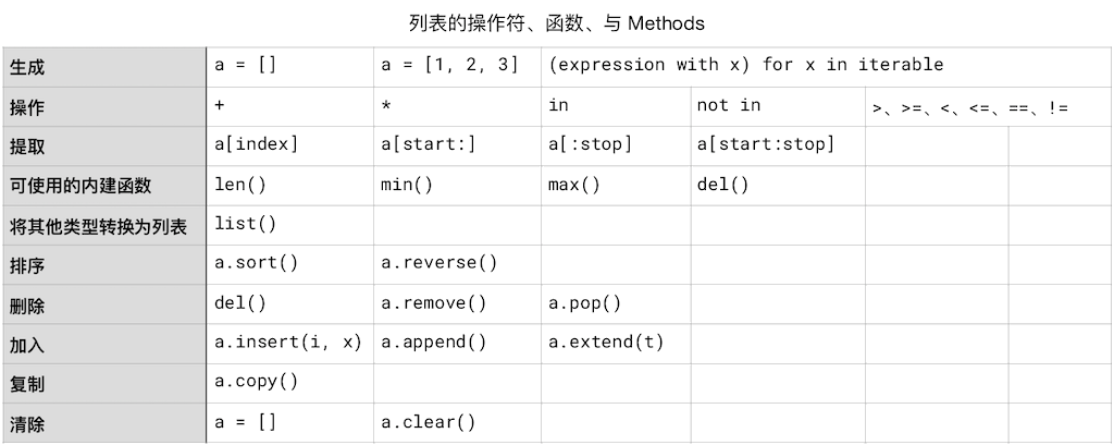 列表的操作符、函数、与 Methods
生成 a = [] a = [1, 2, 3] (expression with x) for x in iterable
操作 + * in not in >、>=、<、<=、==、!=
提取 a[index] a[start:] a[:stop] a[start:stop]
可使用的内建函数 len() min() max() del()
将其他类型转换为列表 list()
排序 a.sort() a.reverse()
删除 del() a.remove() a.pop()
加入 a.insert(i, x) a.append() a.extend(t)
复制 a.copy()
清除 a = [] a.clear()